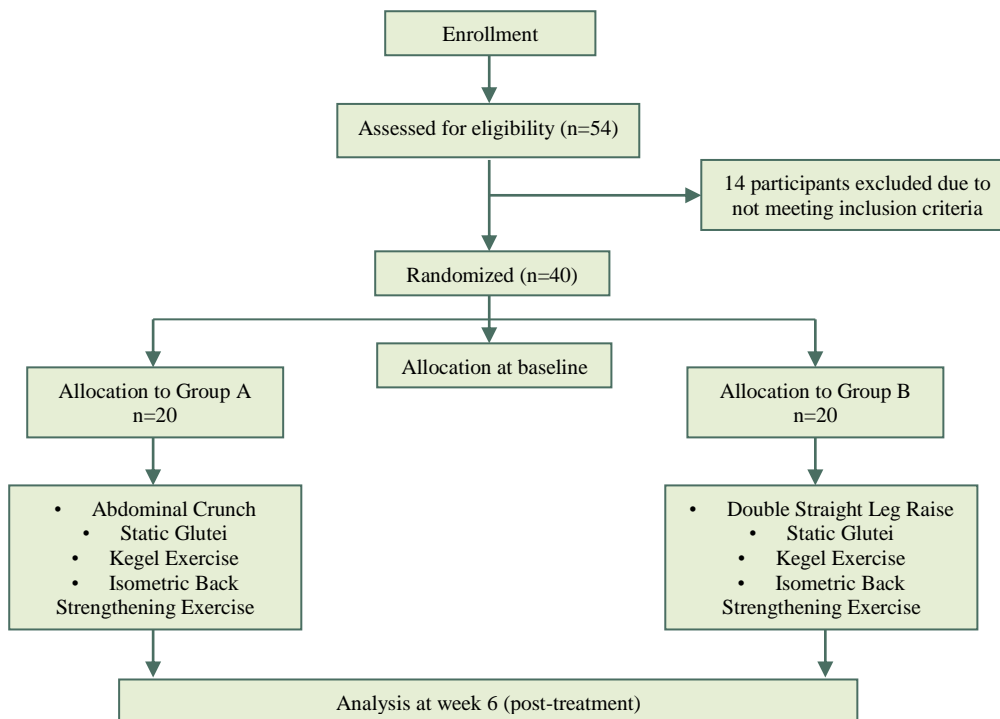 Enrollment
Assessed for eligibility (n=54)
14 participants excluded due to
not meeting inclusion criteria
Randomized (n=40)
Allocation at baseline
Allocation to Group A
n=20
Allocation to Group B
n=20
• Abdominal Crunch
• Static Glutei
• Kegel Exercise
• Isometric Back
Strengthening Exercise
• Double Straight Leg Raise
• Static Glutei
• Kegel Exercise
• Isometric Back
Strengthening Exercise
Analysis at week 6 (post-treatment)